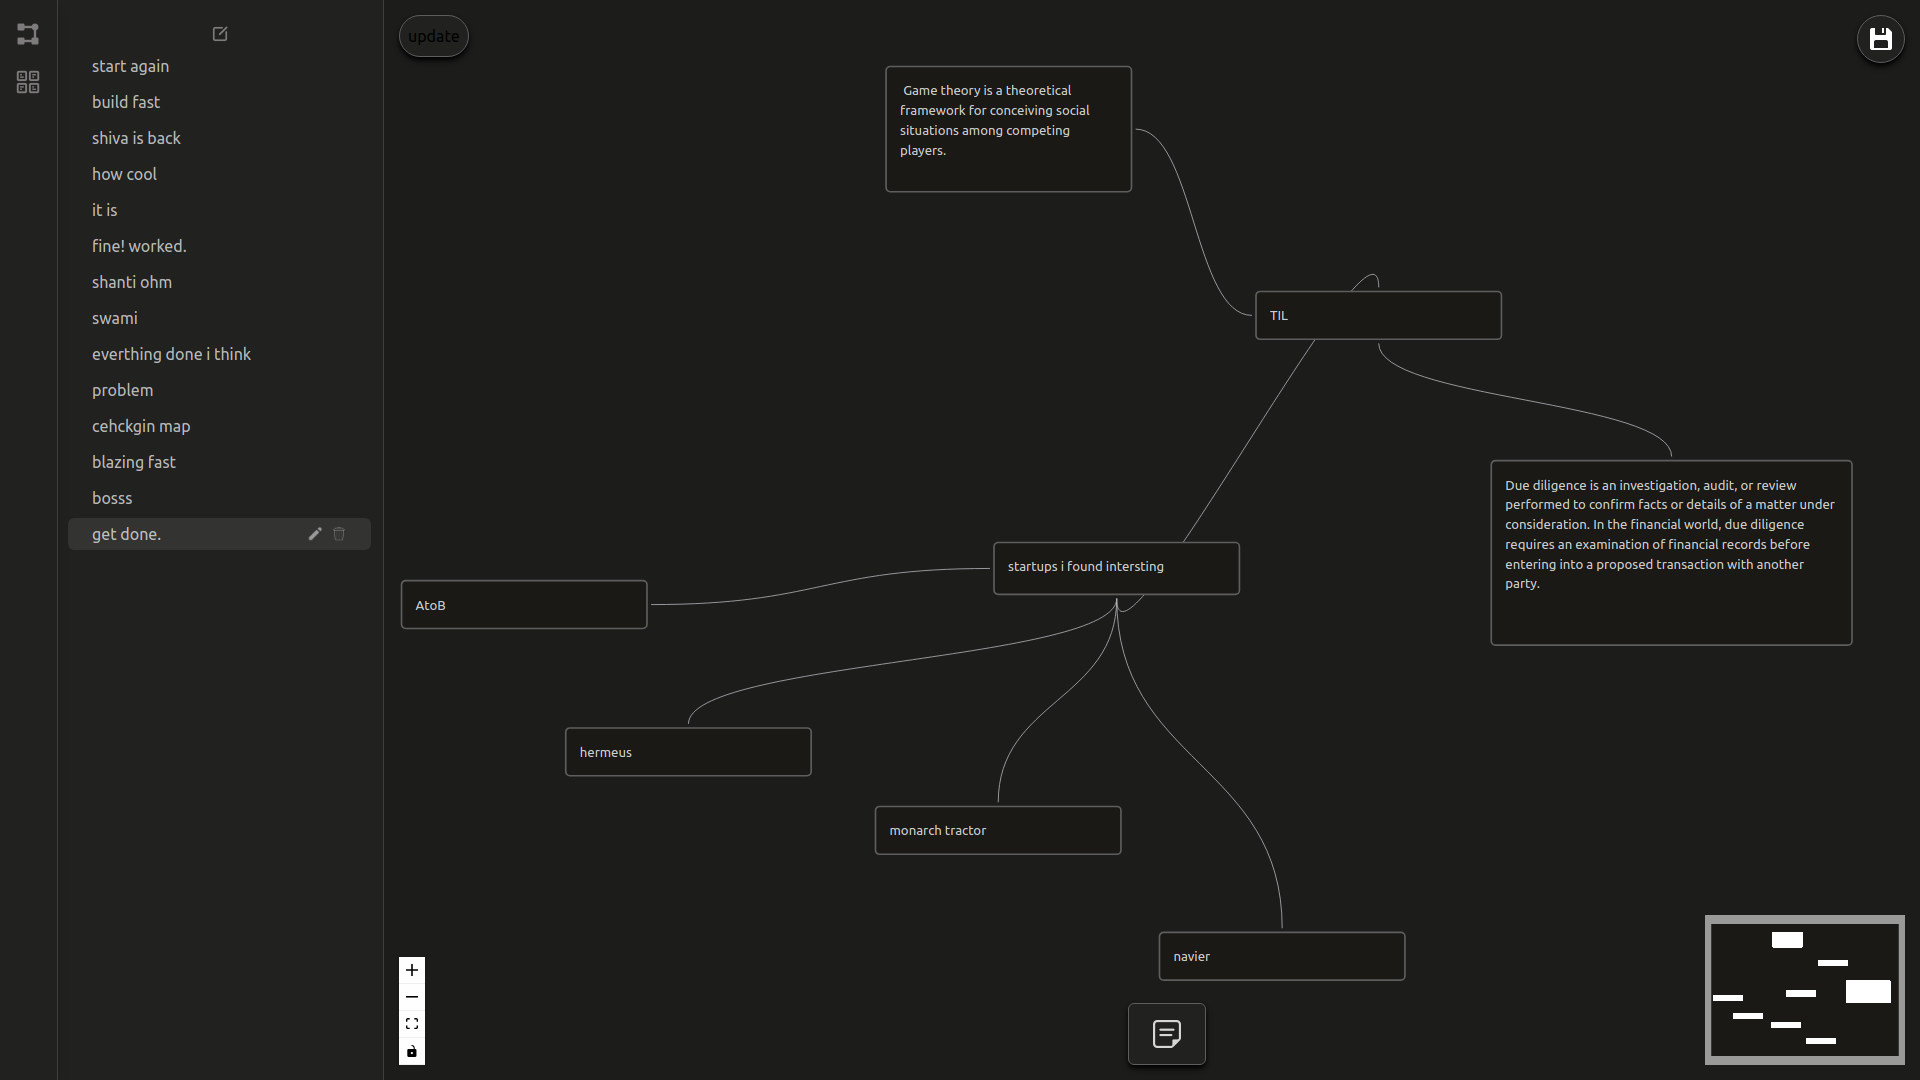 start again
build fast
shiva is back
how cool
it is
fine! worked.
shanti ohm
swami
everthing done i think
problem
cehckgin map
blazing fast
bosss
get done.
update
Game theory is a theoretical
framework for conceiving social
situations among competing
players.
TIL
Due diligence is an investigation, audit, or review
performed to confirm facts or details of a matter under
consideration. In the financial world, due diligence
requires an examination of financial records before
entering into a proposed transaction with another
party.
startups i found intersting
AtoB
hermeus
monarch tractor
navier